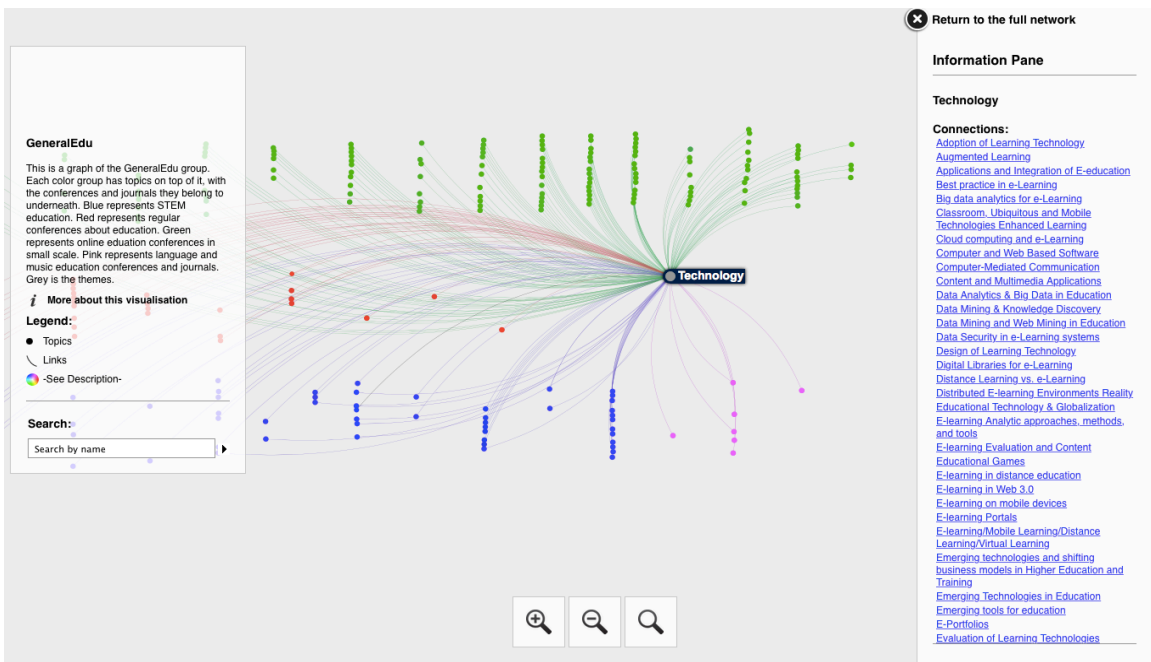 GeneralEdu
This is a graph of the GeneralEdu group.
Each color group has topics on top of it, with
the conferences and journals they belong to
underneath. Blue represents STEM
education. Red represents regular
conferences about education. Green
represents online eduation conferences in
small scale. Pink represents language and
music education conferences and journals.
Grey is the themes.
i More about this visualisation
Legend:
Topics
Links
-See Description-
Search:
Search by name
Technology
Return to the full network
Information Pane
Technology
Connections:
Adoption of Learning Technology
Augmented Learning
Applications and Integration of E-education
Best practice in e-Learning
Big data analytics for e-Learning
Classroom, Ubiquitous and Mobile
Technologies Enhanced Learning
Cloud computing and e-Learning
Computer and Web Based Software
Computer-Mediated Communication
Content and Multimedia Applications
Data Analytics & Big Data in Education
Data Mining & Knowledge Discovery
Data Mining and Web Mining in Education
Data Security in e-Learning systems
Design of Learning Technology
Digital Libraries for e-Learning
Distance Learning vs. e-Learning
Distributed E-learning Environments Reality
Educational Technology & Globalization
E-learning Analytic approaches, methods,
and tools
E-learning Evaluation and Content
Educational Games
E-learning in distance education
E-learning in Web 3.0
E-learning on mobile devices
E-learning Portals
E-learning/Mobile Learning/Distance
Learning/Virtual Learning
Emerging technologies and shifting
business models in Higher Education and
Training
Emerging Technologies in Education
Emerging tools for education
E-Portfolios
Evaluation of Learning Technologies